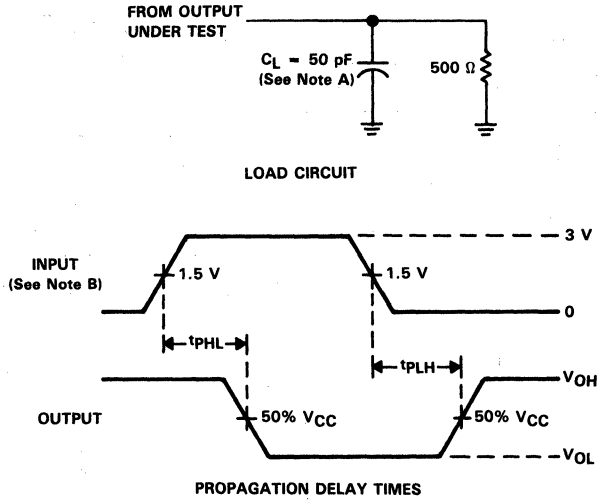 FROM OUTPUT
UNDER TEST
CL = 50 pF
(See Note A)
500 Ω
LOAD CIRCUIT
3 V
INPUT
(See Note B)
1.5 V
1.5 V
0
tPHL
tPLH
VOH
OUTPUT
50% VCC
50% VCC
VOL
PROPAGATION DELAY TIMES